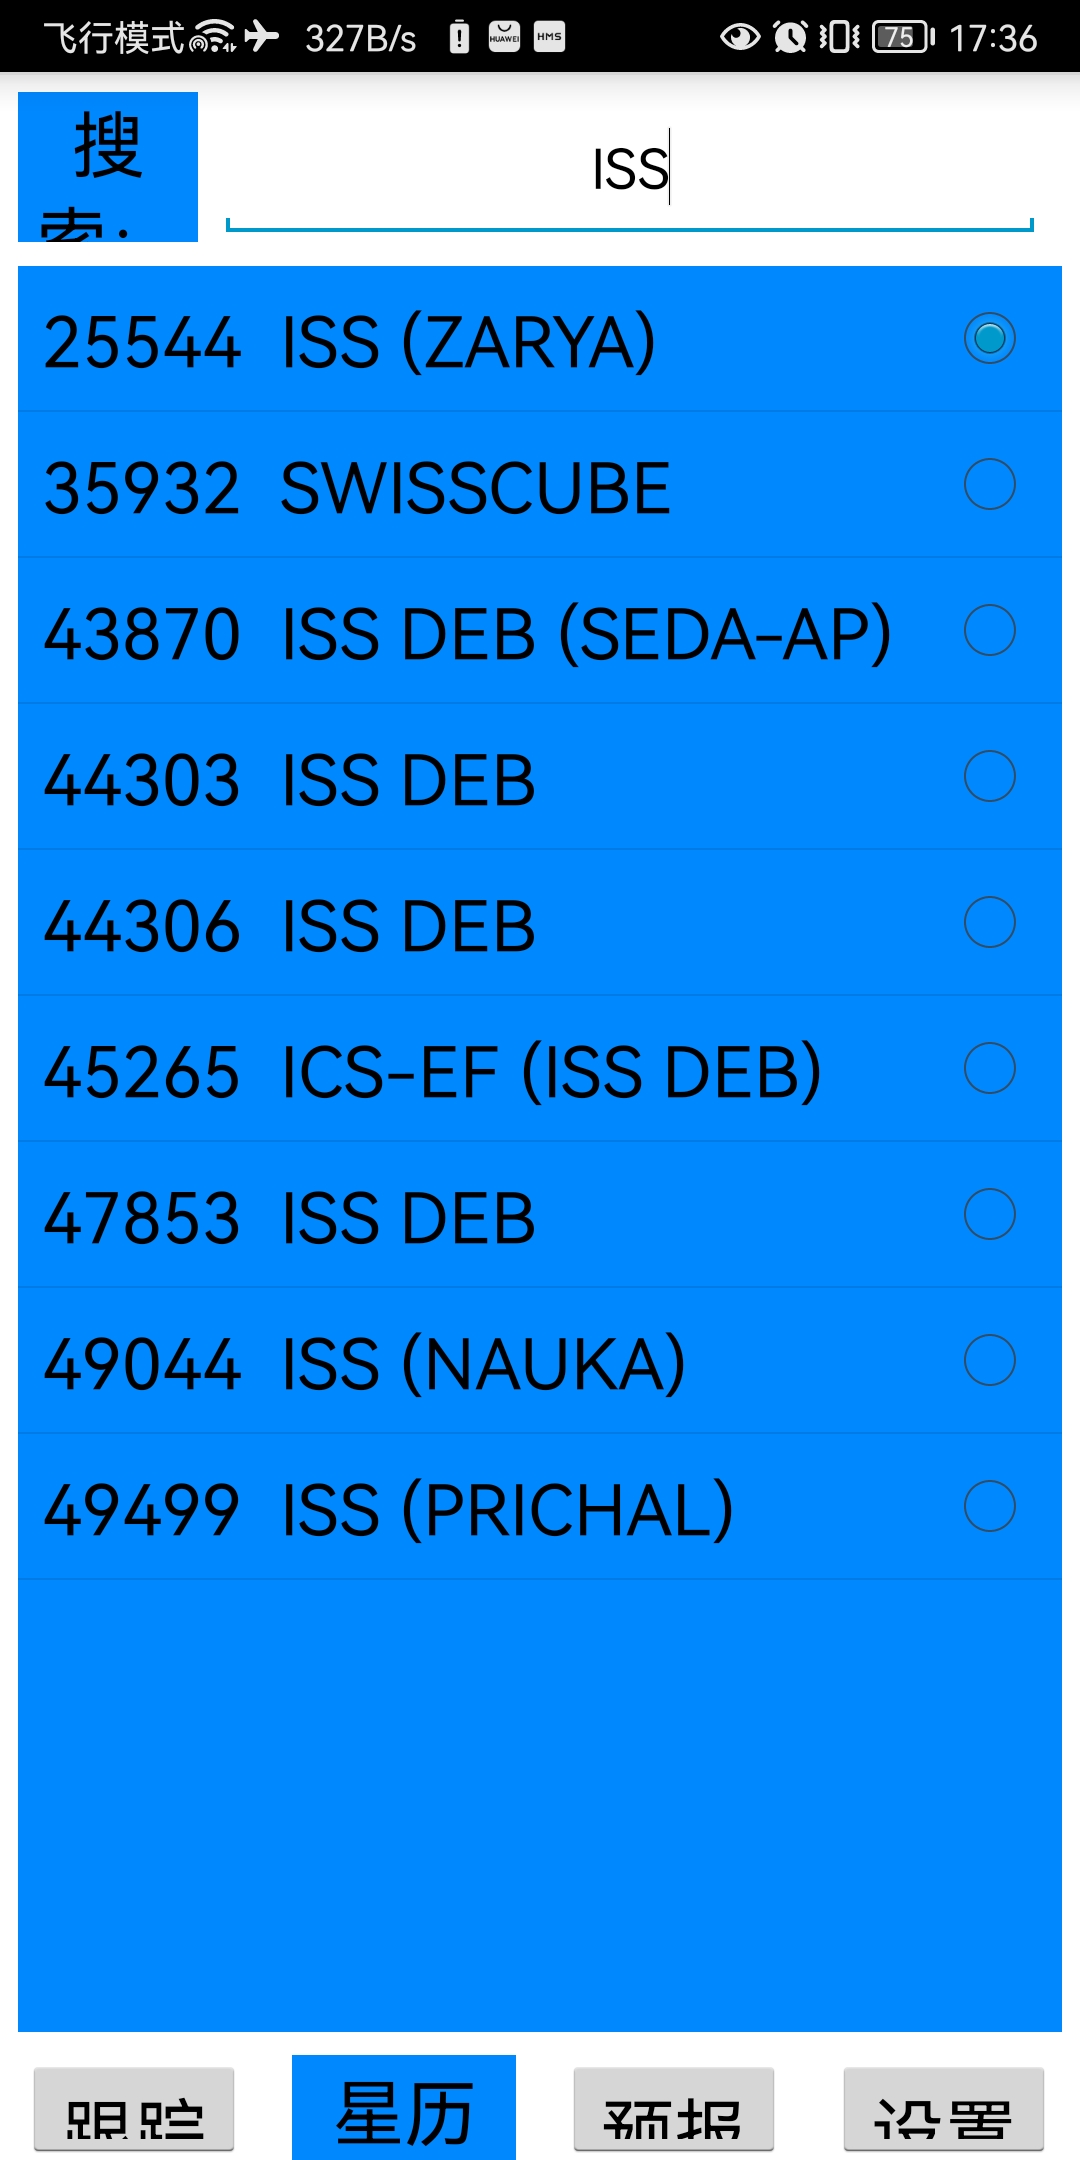 飞行模式 327B/s HUAWEI HMS 75 17:36
搜
索：
ISS
25544 ISS (ZARYA)
35932 SWISSCUBE
43870 ISS DEB (SEDA-AP)
44303 ISS DEB
44306 ISS DEB
45265 ICS-EF (ISS DEB)
47853 ISS DEB
49044 ISS (NAUKA)
49499 ISS (PRICHAL)
跟踪 星历 预报 设置